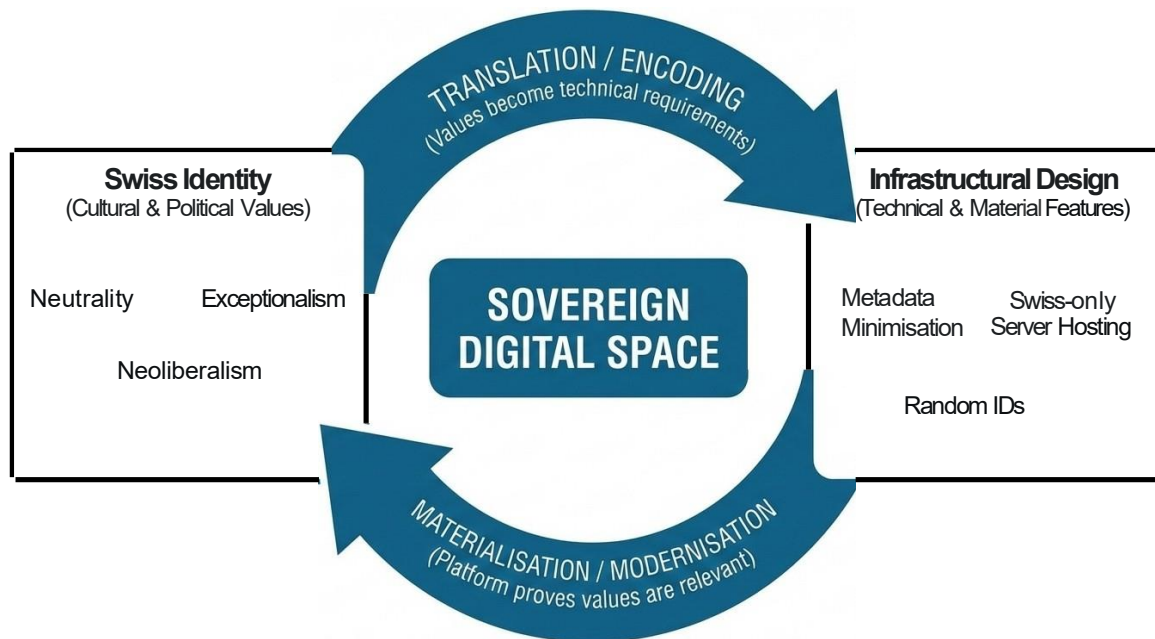 TRANSLATION / ENCODING
(Values become technical requirements)
Swiss Identity
(Cultural & Political Values)
Neutrality
Exceptionalism
Neoliberalism
SOVEREIGN
DIGITAL SPACE
Infrastructural Design
(Technical & Material Features)
Metadata
Minimisation
Swiss-only
Server Hosting
Random IDs
MATERIALISATION / MODERNISATION
(Platform proves values are relevant)